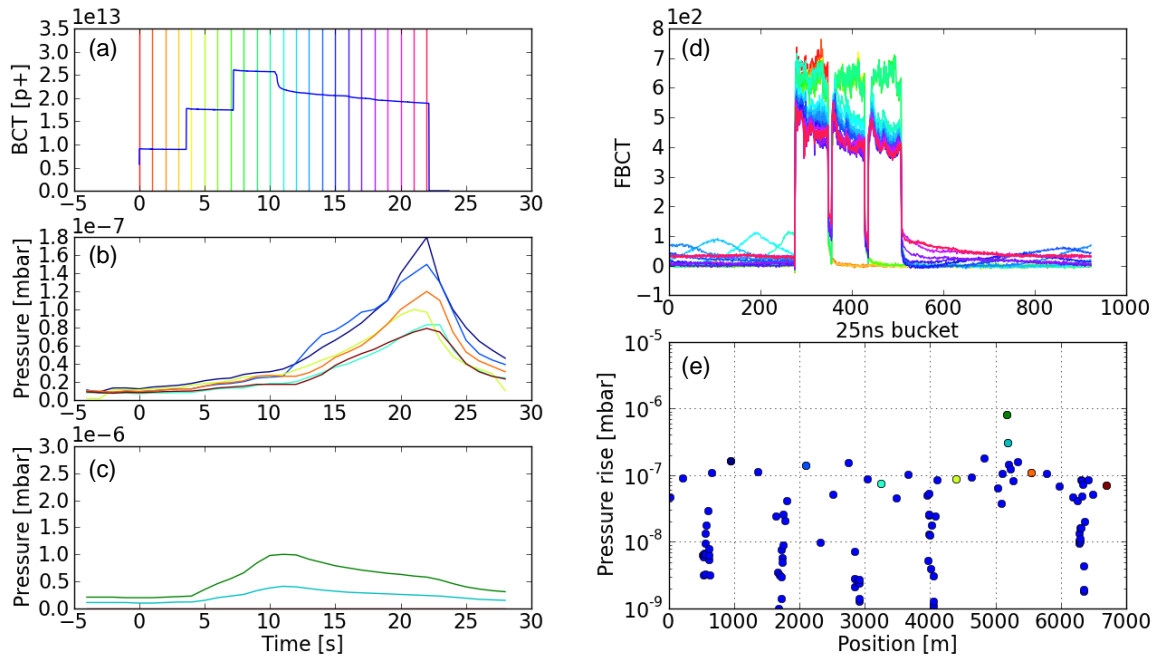 1e13
(a)
BCT [p+]
3.5
3.0
2.5
2.0
1.5
1.0
0.5
0.0
−5 0 5 10 15 20 25 30
1e−7
(b)
Pressure [mbar]
1.8
1.6
1.4
1.2
1.0
0.8
0.6
0.4
0.2
0.0
−5 0 5 10 15 20 25 30
1e−6
(c)
Pressure [mbar]
3.0
2.5
2.0
1.5
1.0
0.5
0.0
−5 0 5 10 15 20 25 30
Time [s]
1e2
(d)
FBCT
8
7
6
5
4
3
2
1
0
−1
0 200 400 600 800 1000
25ns bucket
(e)
Pressure rise [mbar]
10-5
10-6
10-7
10-8
10-9
0 1000 2000 3000 4000 5000 6000 7000
Position [m]